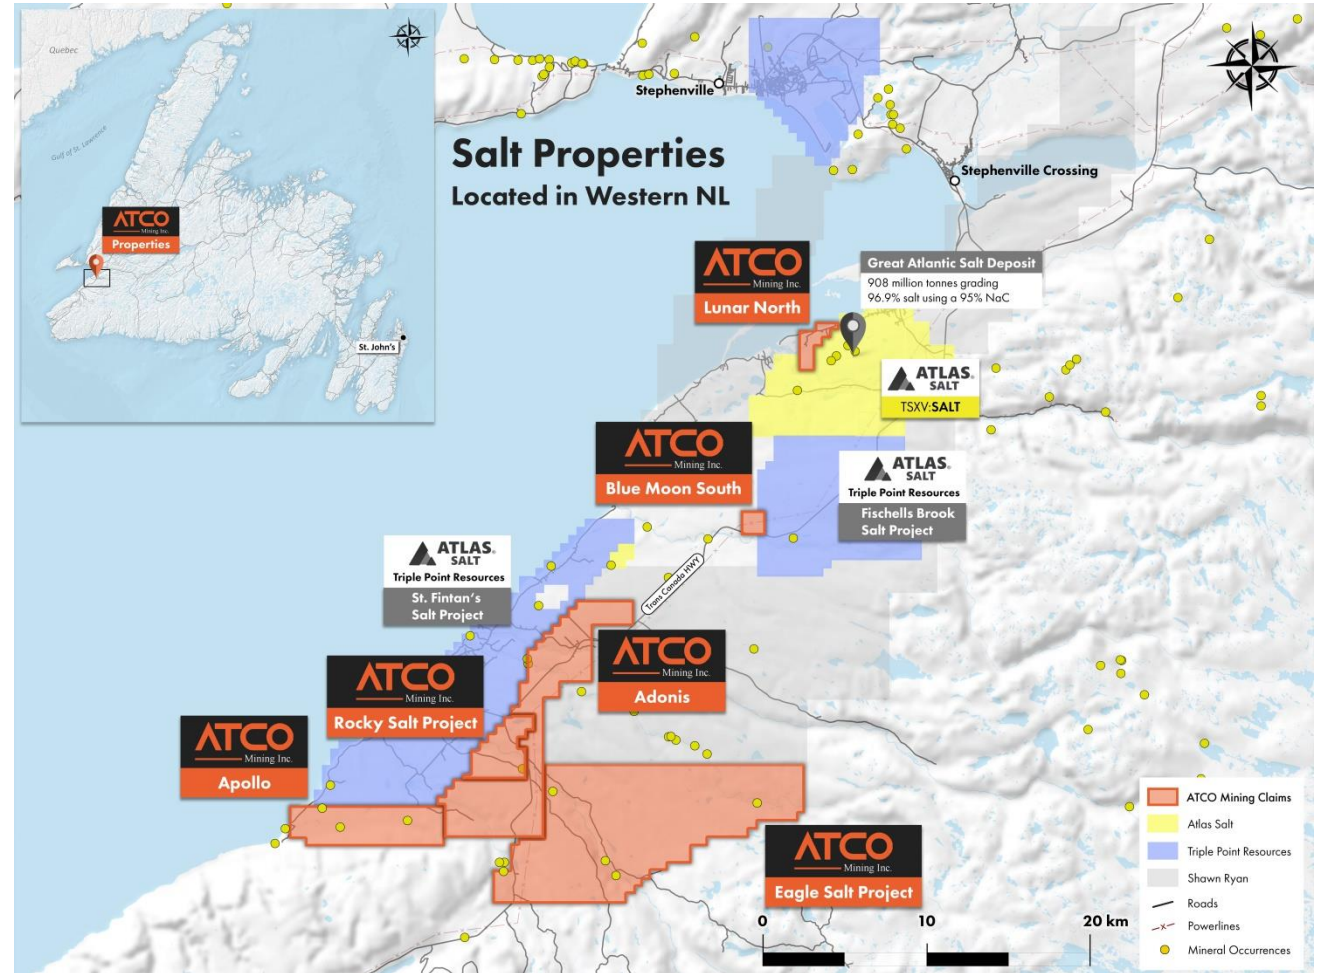 Quebec
Gulf of St. Lawrence
ATCO
Mining Inc.
Properties
St. John's
Salt Properties
Located in Western NL
Stephenville
Stephenville Crossing
ATCO
Mining Inc.
Lunar North
Great Atlantic Salt Deposit
908 million tonnes grading
96.9% salt using a 95% NaC
ATLAS
SALT
TSXV:SALT
ATCO
Mining Inc.
Blue Moon South
ATLAS
SALT
Triple Point Resources
Fischells Brook
Salt Project
ATLAS
SALT
Triple Point Resources
St. Fintan's
Salt Project
Trans Canada HWY
ATCO
Mining Inc.
Adonis
ATCO
Mining Inc.
Rocky Salt Project
ATCO
Mining Inc.
Apollo
ATCO
Mining Inc.
Eagle Salt Project
ATCO Mining Claims
Atlas Salt
Triple Point Resources
Shawn Ryan
Roads
Powerlines
Mineral Occurrences
0 10 20 km